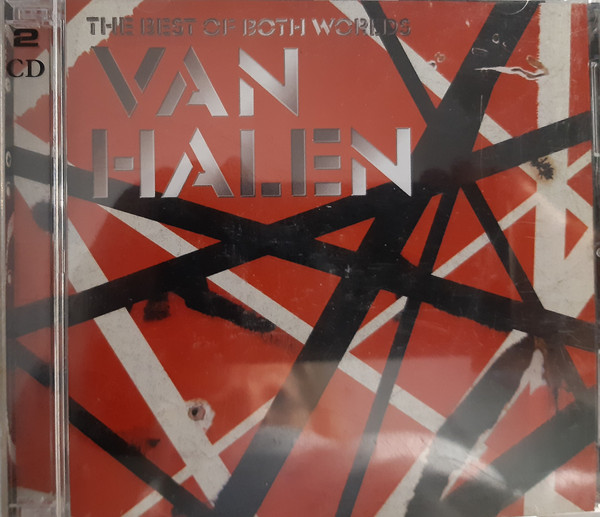 THE BEST OF BOTH WORLDS
VAN
HALEN
2
CD